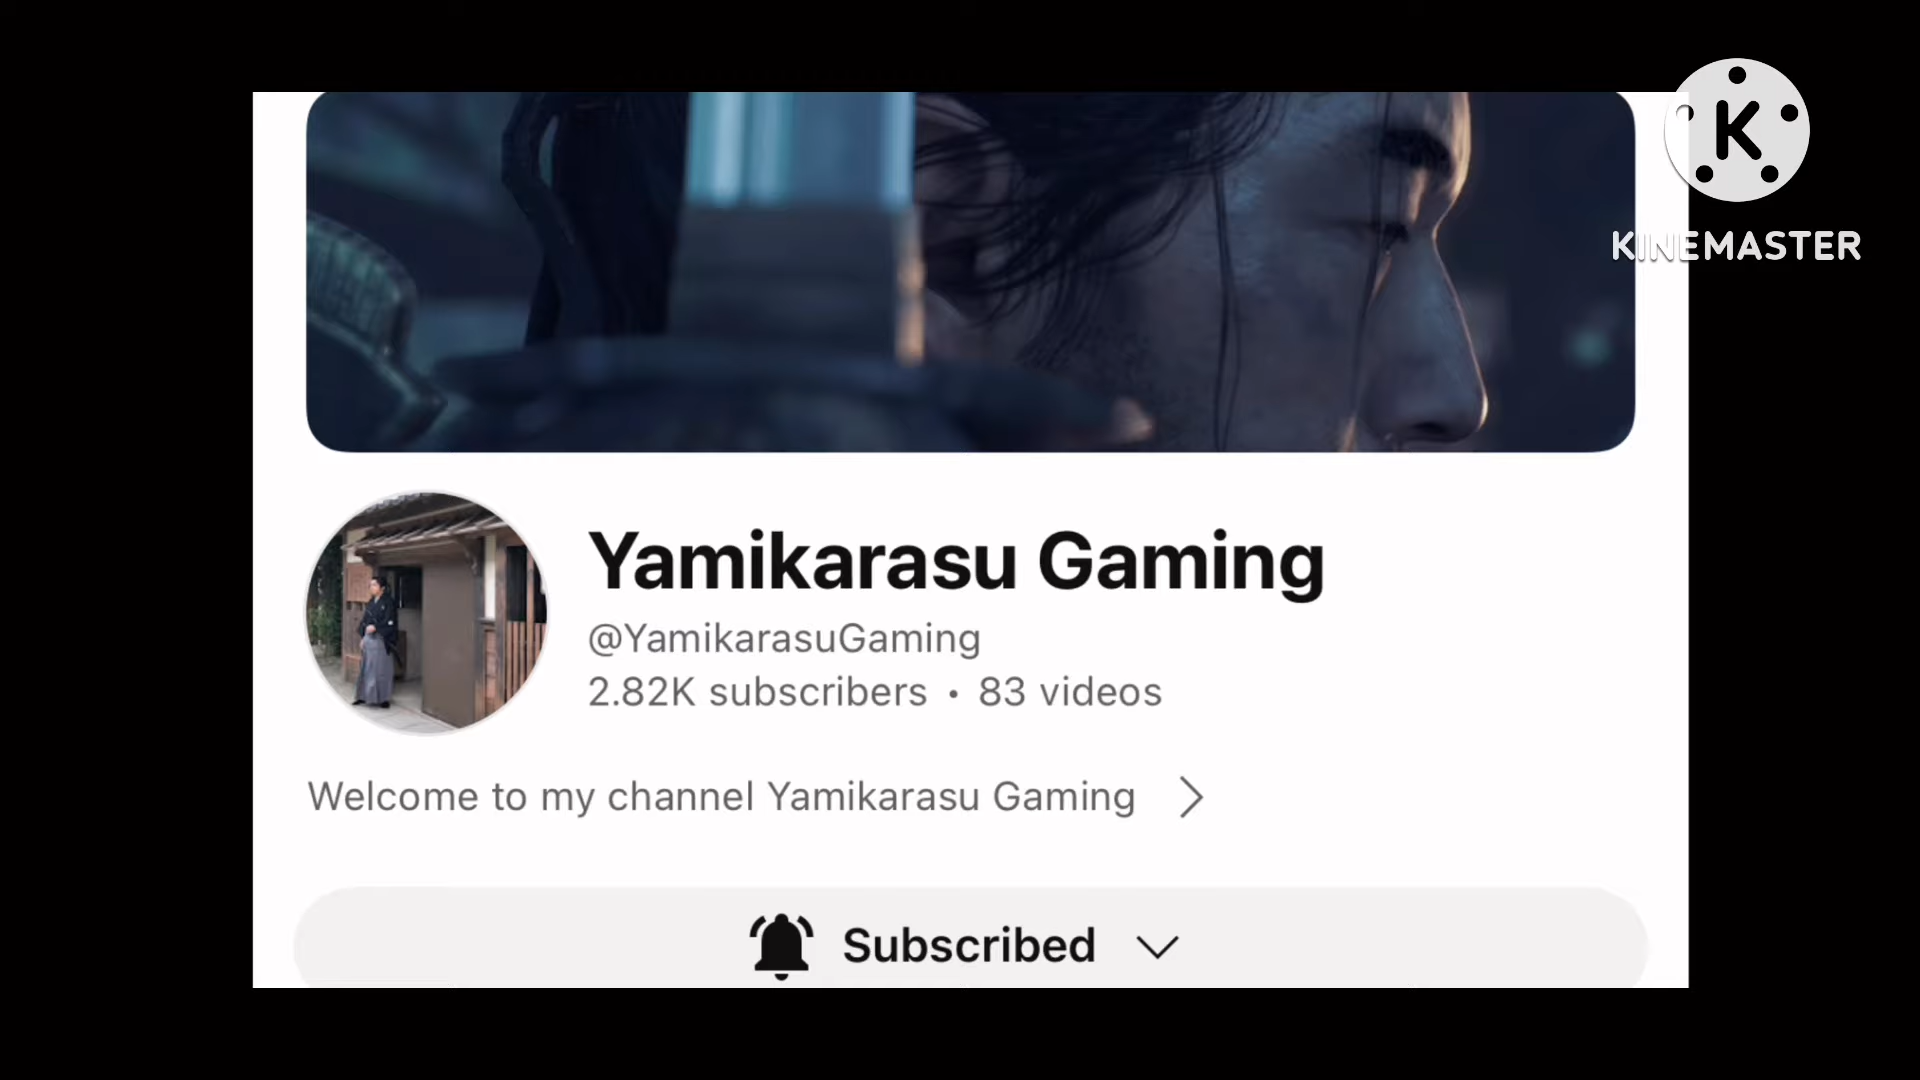 K
KINEMASTER
Yamikarasu Gaming
@YamikarasuGaming
2.82K subscribers • 83 videos
Welcome to my channel Yamikarasu Gaming
Subscribed